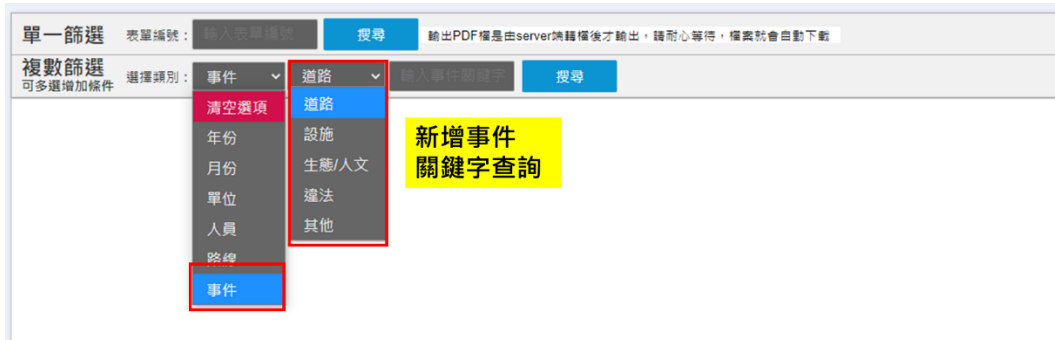 單一篩選 表單編號： 輸入表單編號 搜尋 輸出PDF檔是由server端轉檔後才輸出，請耐心等待，檔案就會自動下載
複數篩選 選擇類別： 事件 道路 輸入事件關鍵字 搜尋
可多選增加條件
清空選項 道路
年份 設施
月份 生態/人文
單位 違法
人員 其他
路線
事件
新增事件
關鍵字查詢